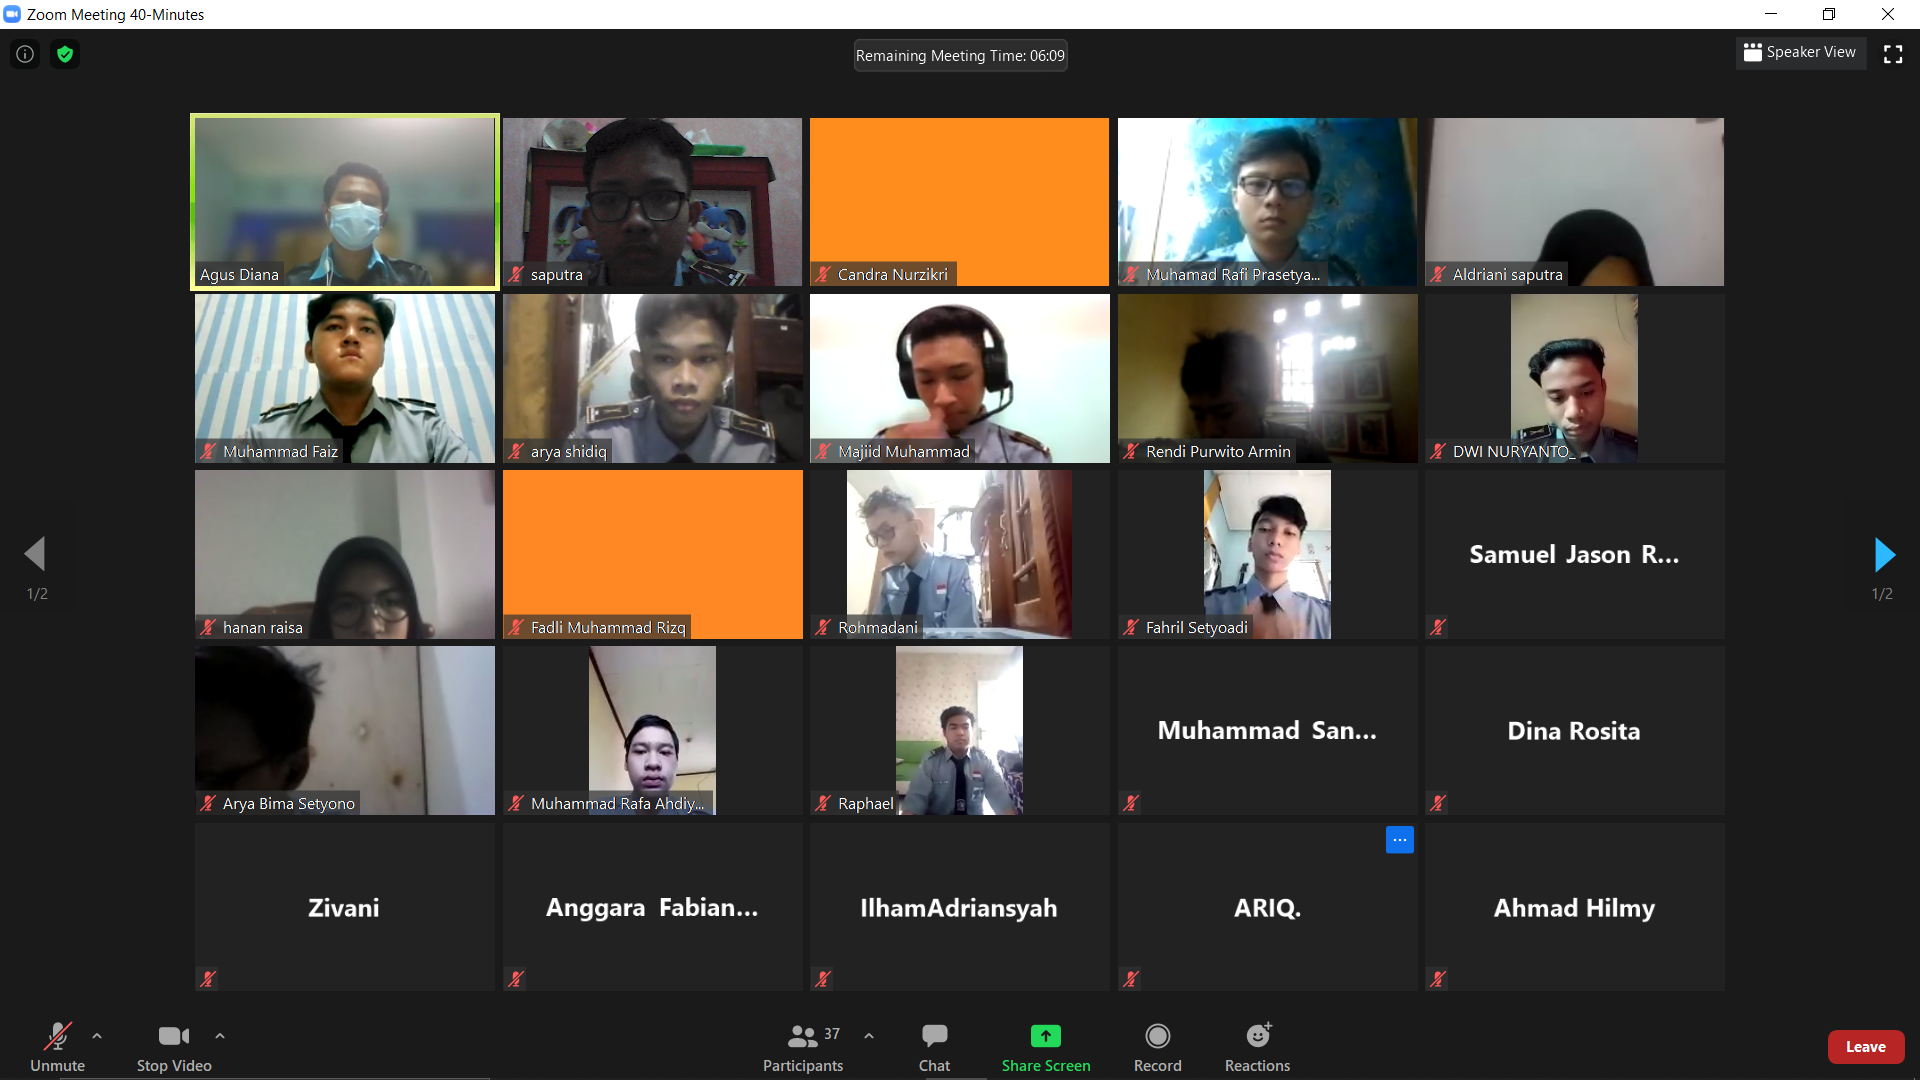 Zoom Meeting 40-Minutes
Remaining Meeting Time: 06:09
Speaker View
Agus Diana
saputra
Candra Nurzikri
Muhamad Rafi Prasetya...
Aldriani saputra
Muhammad Faiz
arya shidiq
Majiid Muhammad
Rendi Purwito Armin
DWI NURYANTO_
hanan raisa
Fadli Muhammad Rizq
Rohmadani
Fahril Setyoadi
Samuel Jason R...
1/2
1/2
Arya Bima Setyono
Muhammad Rafa Ahdiy...
Raphael
Muhammad San...
Dina Rosita
Zivani
Anggara Fabian...
IlhamAdriansyah
ARIQ.
Ahmad Hilmy
Unmute
Stop Video
37
Participants
Chat
Share Screen
Record
Reactions
Leave